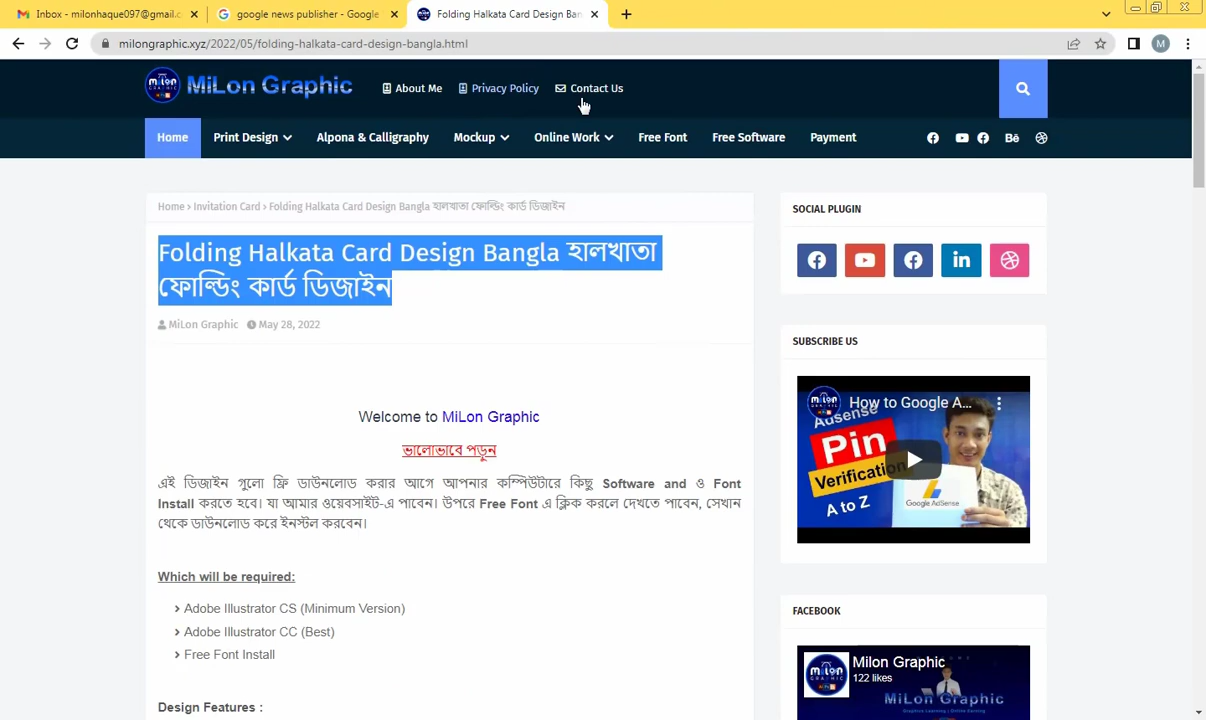 Inbox - milonhaque097@gmail.c
google news publisher - Google
Folding Halkata Card Design Ban
milongraphic.xyz/2022/05/folding-halkata-card-design-bangla.html
M
MiLon Graphic
About Me
Privacy Policy
Contact Us
Home
Print Design
Alpona & Calligraphy
Mockup
Online Work
Free Font
Free Software
Payment
Bē
Home › Invitation Card › Folding Halkata Card Design Bangla হালখাতা ফোল্ডিং কার্ড ডিজাইন
Folding Halkata Card Design Bangla হালখাতা
ফোল্ডিং কার্ড ডিজাইন
MiLon Graphic May 28, 2022
Welcome to MiLon Graphic
ভালোভাবে পড়ুন
এই ডিজাইন গুলো ফ্রি ডাউনলোড করার আগে আপনার কম্পিউটারে কিছু Software and ও Font
Install করতে হবে। যা আমার ওয়েবসাইট-এ পাবেন। উপরে Free Font এ ক্লিক করলে দেখতে পাবেন, সেখান
থেকে ডাউনলোড করে ইনস্টল করবেন।
Which will be required:
Adobe Illustrator CS (Minimum Version)
Adobe Illustrator CC (Best)
Free Font Install
Design Features :
SOCIAL PLUGIN
in
SUBSCRIBE US
How to Google A...
Adsense
Pin
Verification
A to Z
Google AdSense
FACEBOOK
Milon Graphic
122 likes
MiLon Graphic